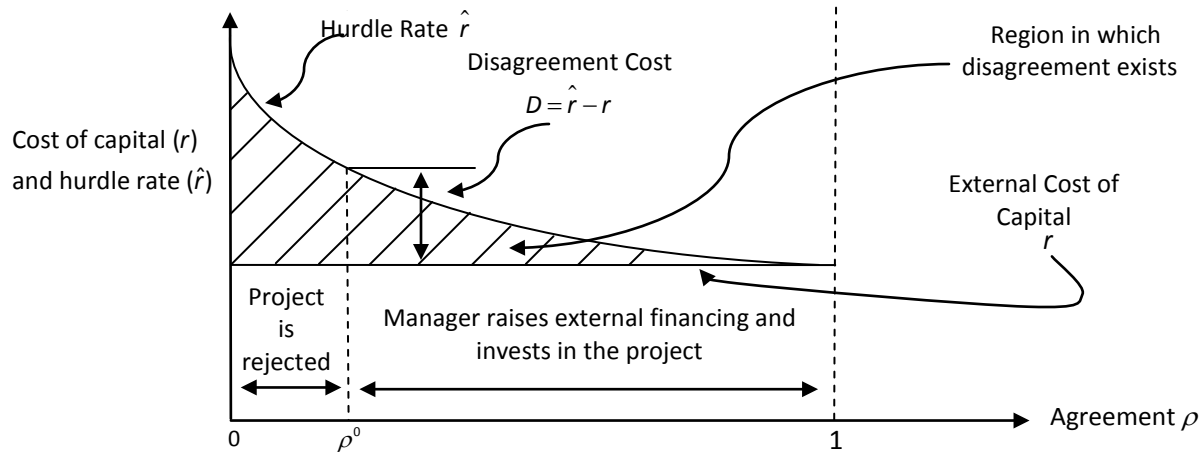 Hurdle Rate r̂
Disagreement Cost
D = r̂ − r
Region in which
disagreement exists
Cost of capital (r)
and hurdle rate (r̂)
External Cost of
Capital
r
Project
is
rejected
Manager raises external financing and
invests in the project
0
ρ⁰
1
Agreement ρ